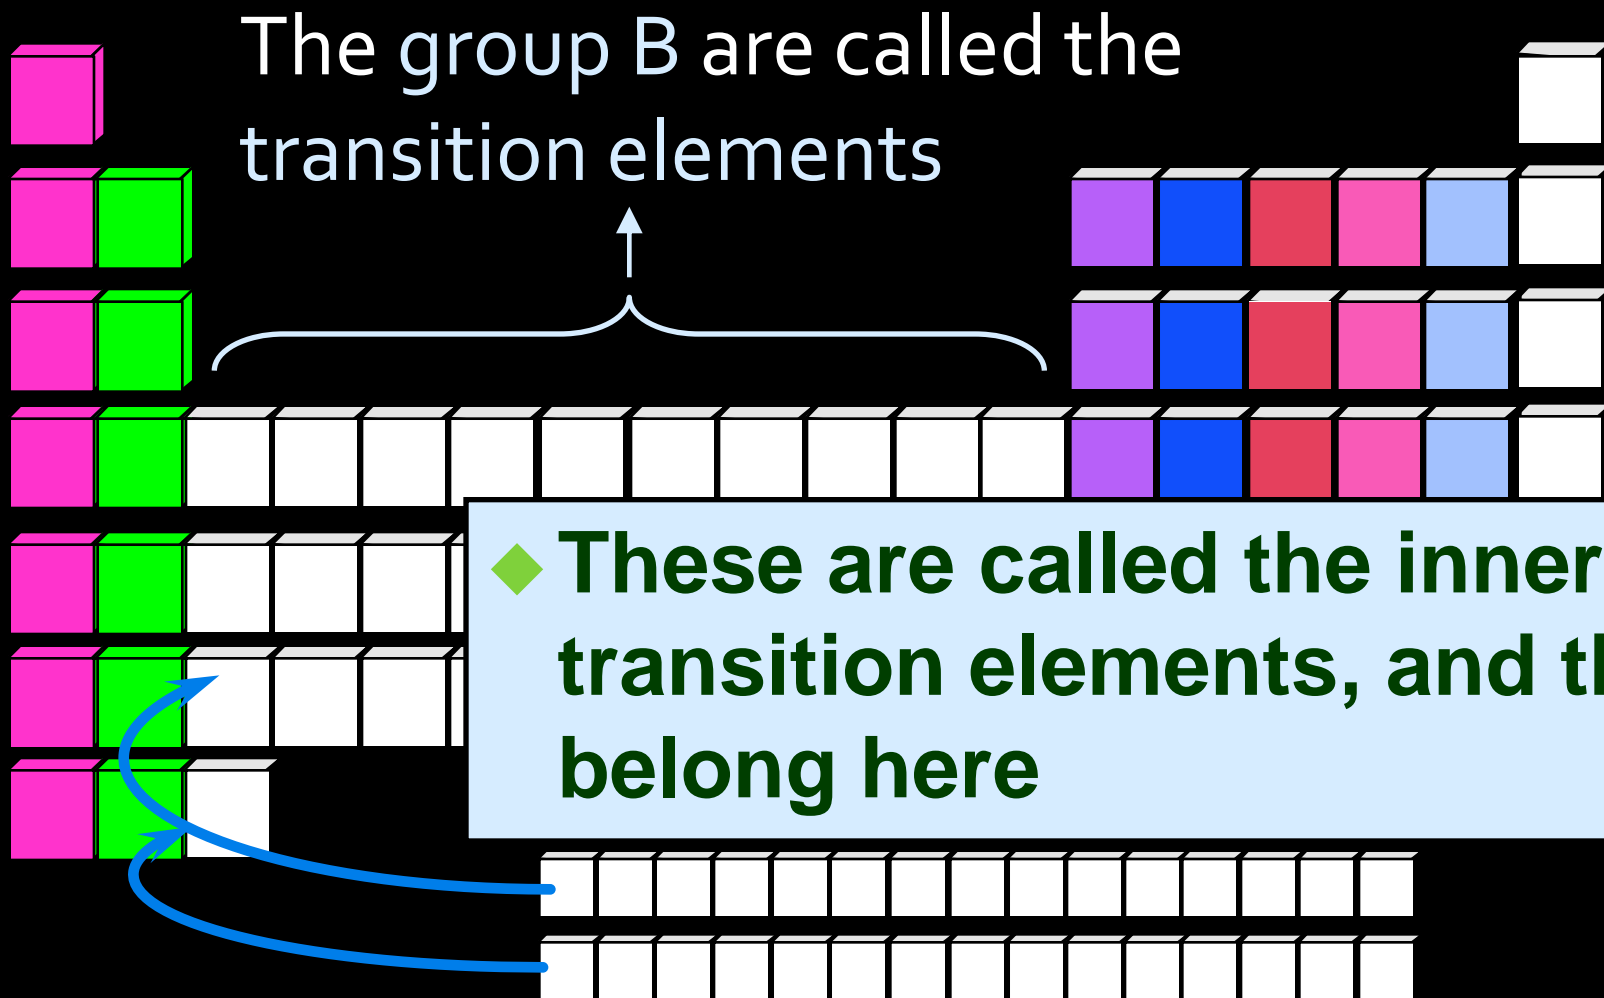 The group B are called the
transition elements
These are called the inner
transition elements, and
belong here